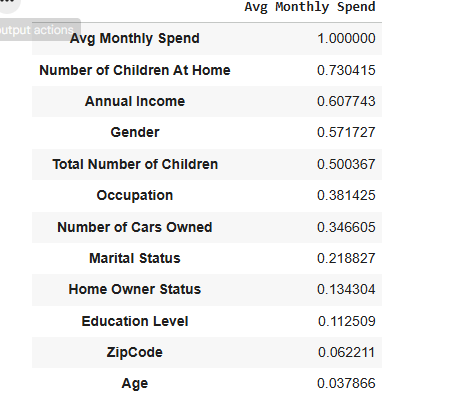 Avg Monthly Spend
output actions
Avg Monthly Spend 1.000000
Number of Children At Home 0.730415
Annual Income 0.607743
Gender 0.571727
Total Number of Children 0.500367
Occupation 0.381425
Number of Cars Owned 0.346605
Marital Status 0.218827
Home Owner Status 0.134304
Education Level 0.112509
ZipCode 0.062211
Age 0.037866